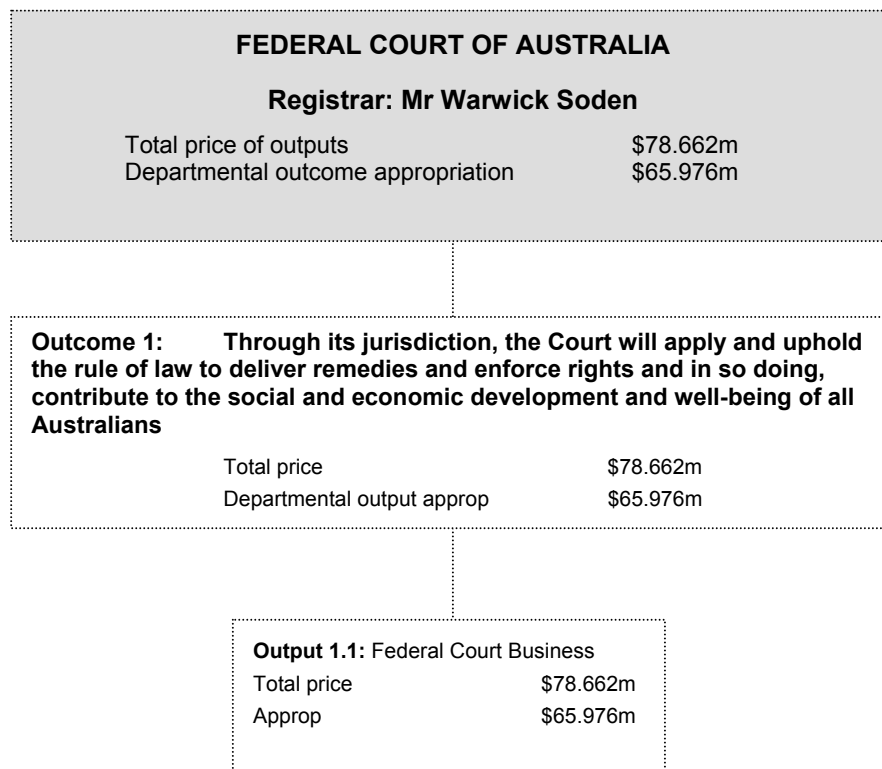 FEDERAL COURT OF AUSTRALIA
Registrar: Mr Warwick Soden
Total price of outputs $78.662m
Departmental outcome appropriation $65.976m
Outcome 1: Through its jurisdiction, the Court will apply and uphold
the rule of law to deliver remedies and enforce rights and in so doing,
contribute to the social and economic development and well-being of all
Australians
Total price $78.662m
Departmental output approp $65.976m
Output 1.1: Federal Court Business
Total price $78.662m
Approp $65.976m